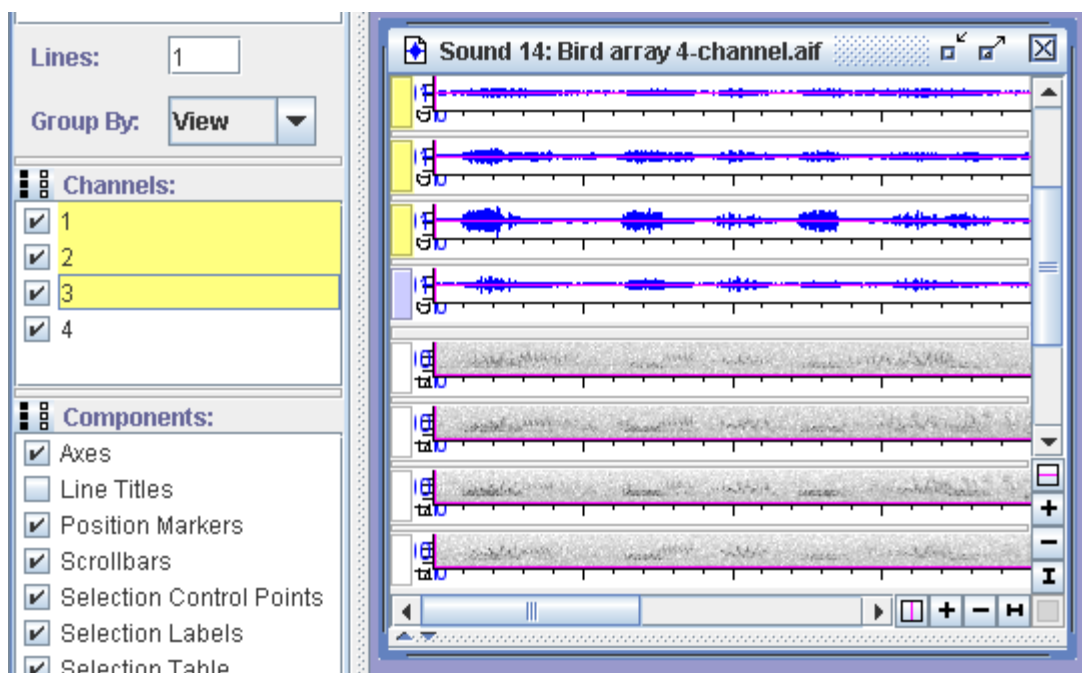 Lines: 1
Group By: View
Channels:
1
2
3
4
Components:
Axes
Line Titles
Position Markers
Scrollbars
Selection Control Points
Selection Labels
Selection Table
Sound 14: Bird array 4-channel.aif